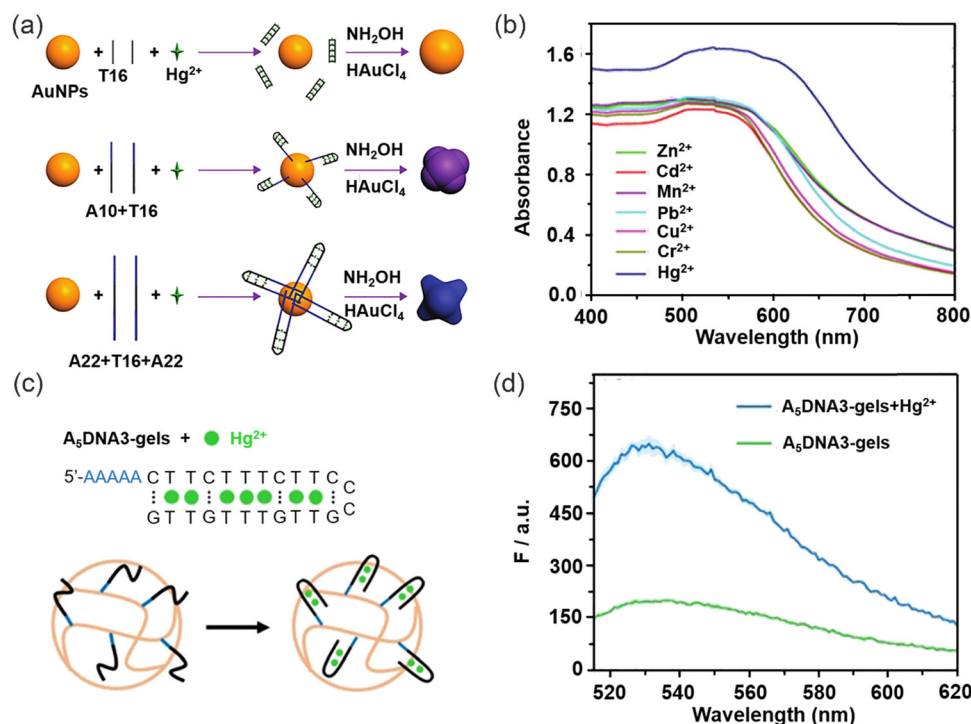 (a)
AuNPs + T16 + Hg²⁺
NH₂OH
HAuCl₄
A10+T16
+ +
NH₂OH
HAuCl₄
A22+T16+A22
+ +
NH₂OH
HAuCl₄
(b)
Absorbance
1.6
1.2
0.8
0.4
0.0
Zn²⁺
Cd²⁺
Mn²⁺
Pb²⁺
Cu²⁺
Cr²⁺
Hg²⁺
400 500 600 700 800
Wavelength (nm)
(c)
A₅DNA3-gels + Hg²⁺
5'-AAAAA C T T C T T T C T T C
C
C
C
G T T G T T T G T T G
(d)
F / a.u.
750
600
450
300
150
0
A₅DNA3-gels+Hg²⁺
A₅DNA3-gels
520 540 560 580 600 620
Wavelength (nm)